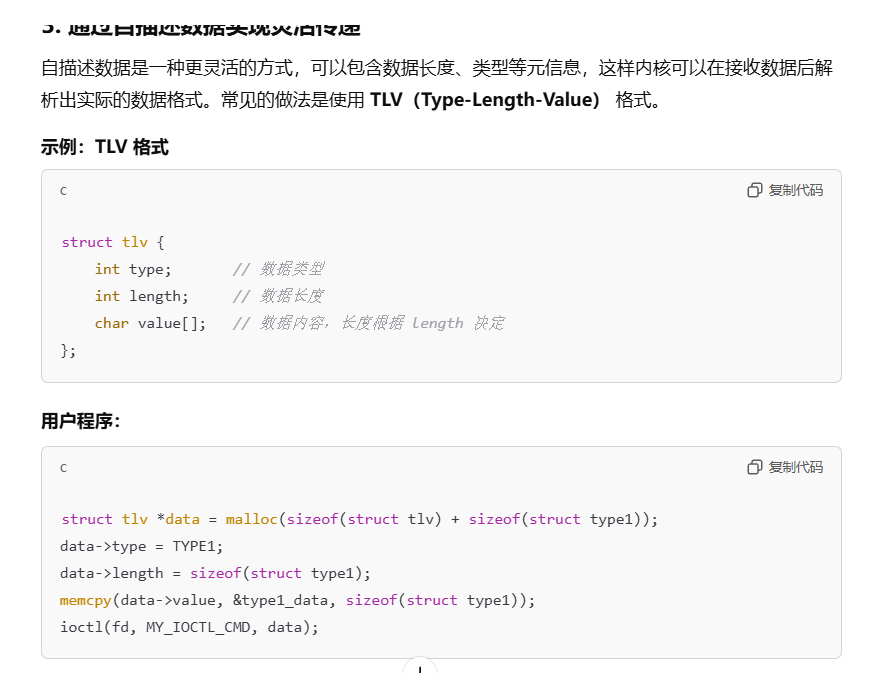 3. 通过自描述数据实现灵活传递
自描述数据是一种更灵活的方式，可以包含数据长度、类型等元信息，这样内核可以在接收数据后解
析出实际的数据格式。常见的做法是使用 TLV（Type-Length-Value） 格式。
示例：TLV 格式
c
复制代码
struct tlv {
    int type;       // 数据类型
    int length;     // 数据长度
    char value[];   // 数据内容，长度根据 length 决定
};
用户程序：
c
复制代码
struct tlv *data = malloc(sizeof(struct tlv) + sizeof(struct type1));
data->type = TYPE1;
data->length = sizeof(struct type1);
memcpy(data->value, &type1_data, sizeof(struct type1));
ioctl(fd, MY_IOCTL_CMD, data);